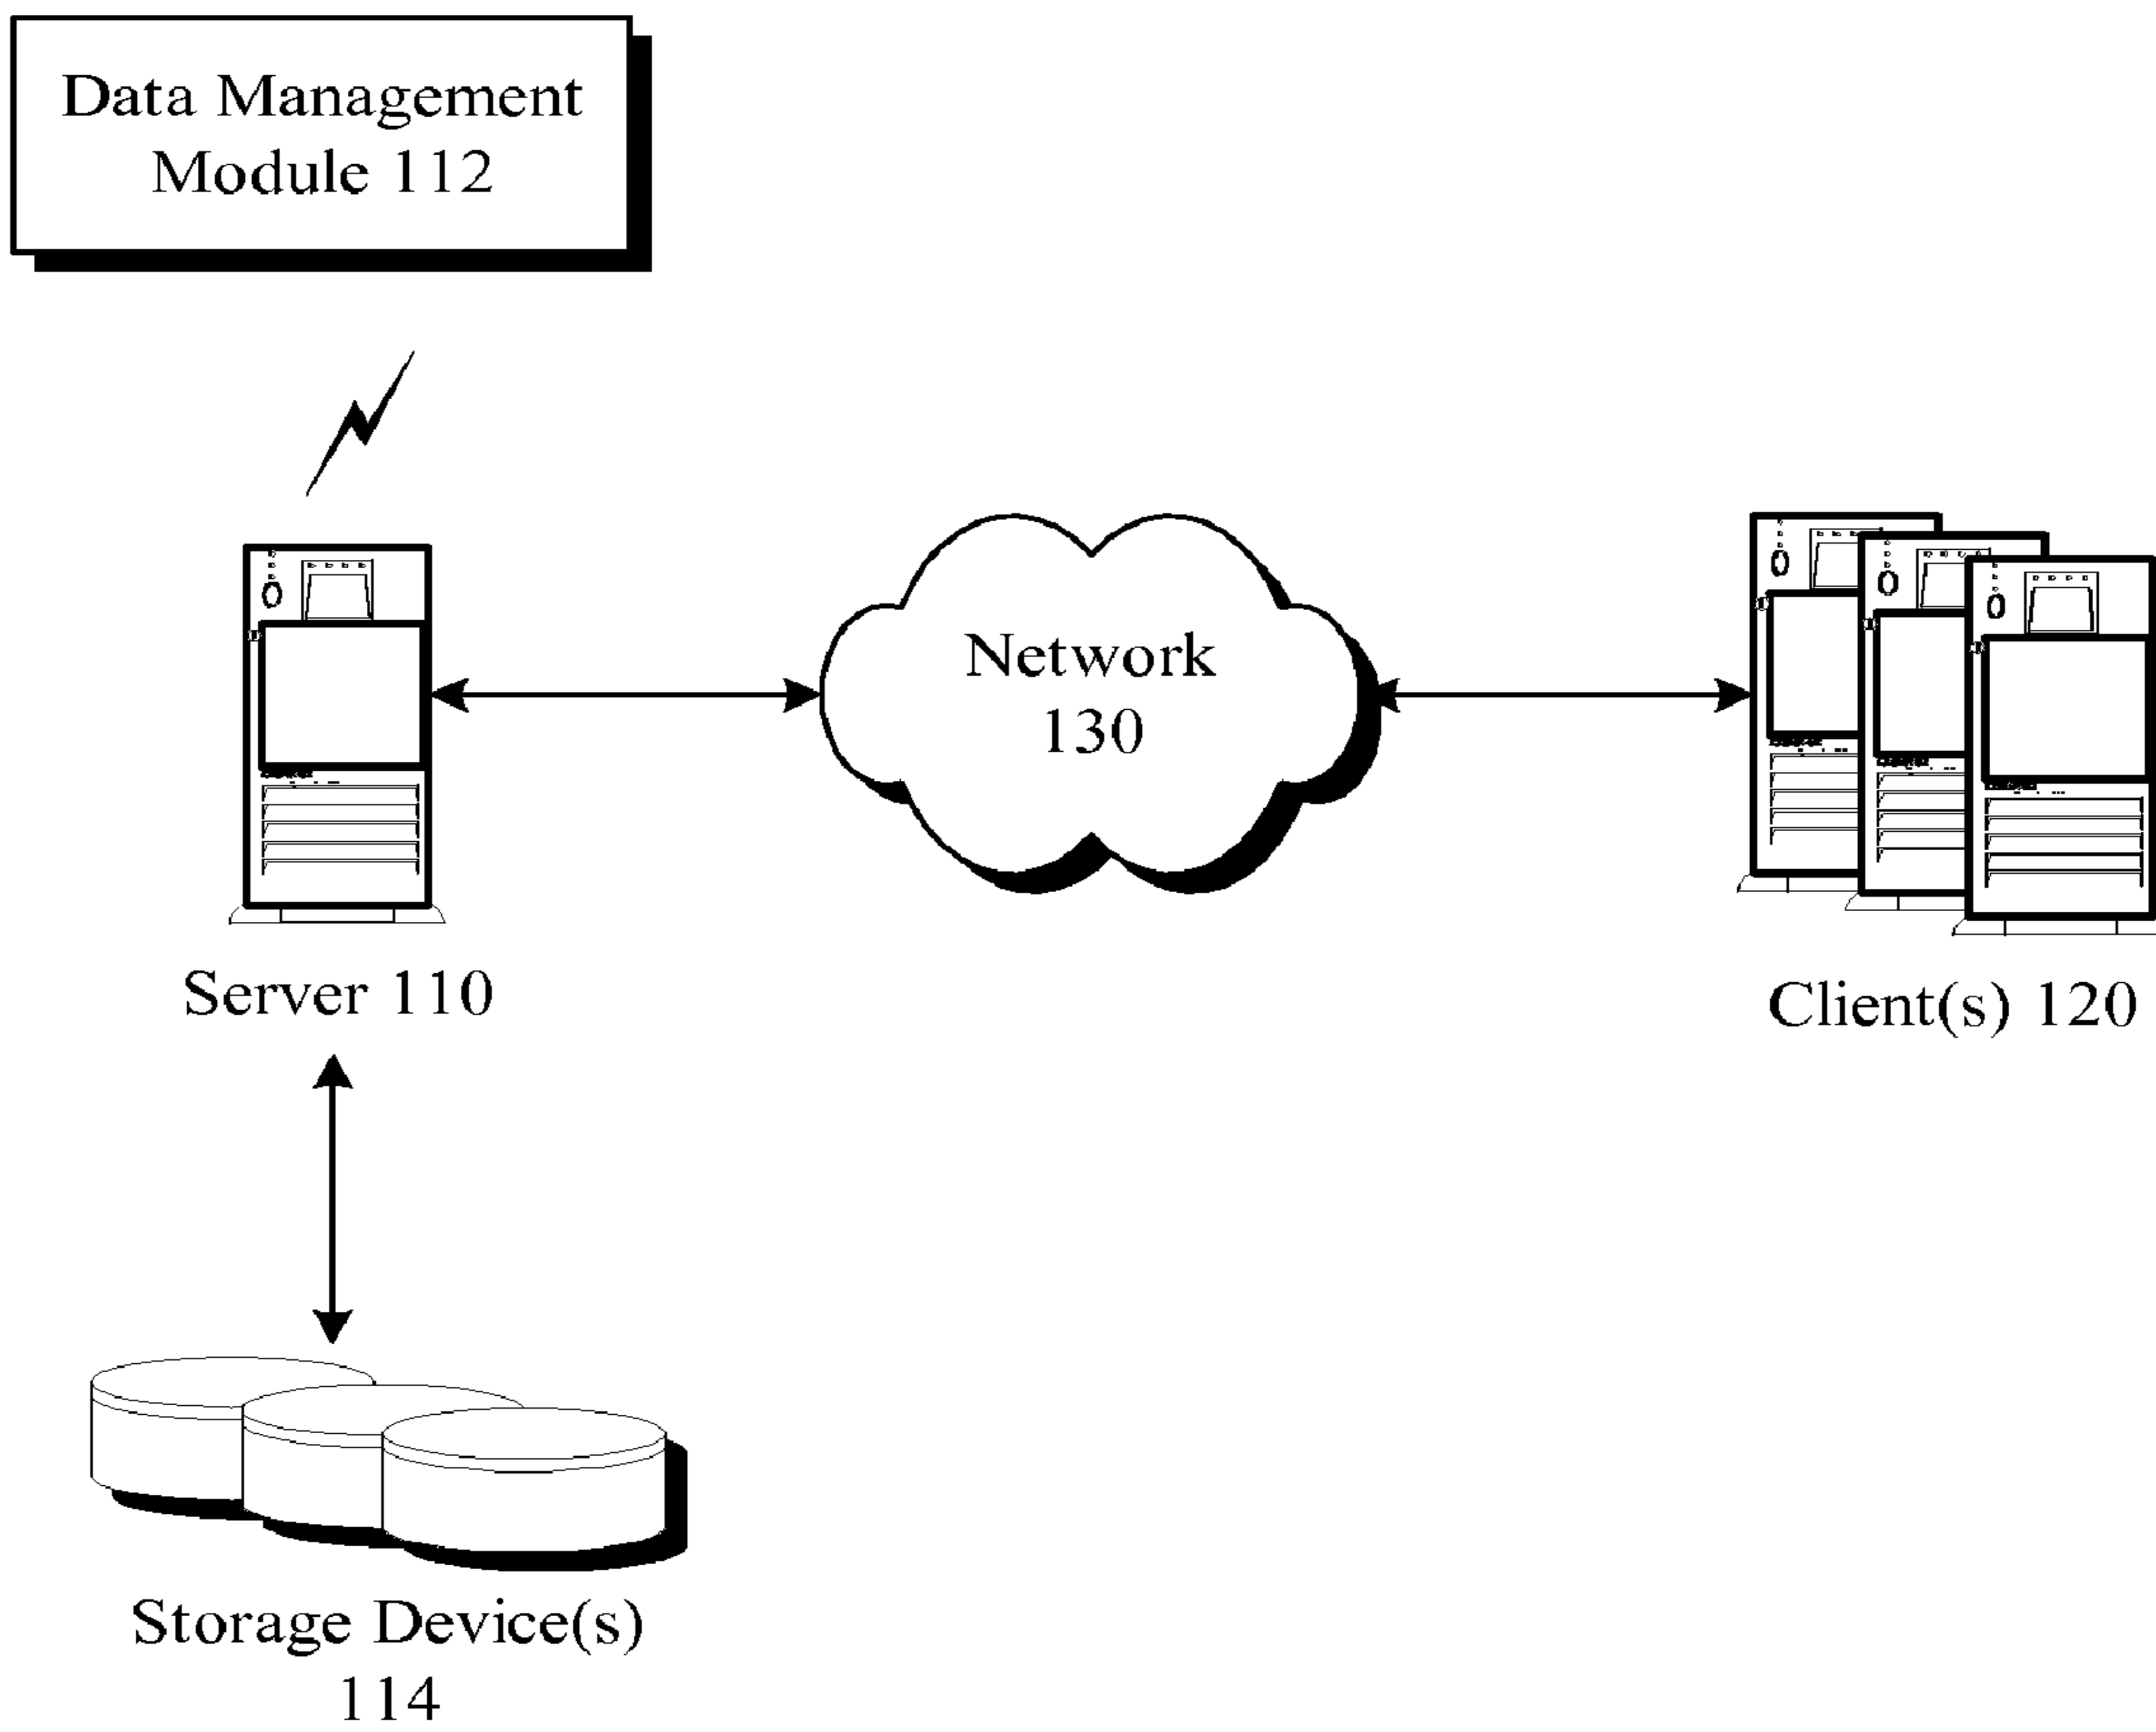 Data Management
Module 112
Network
130
Server 110
Client(s) 120
Storage Device(s)
114